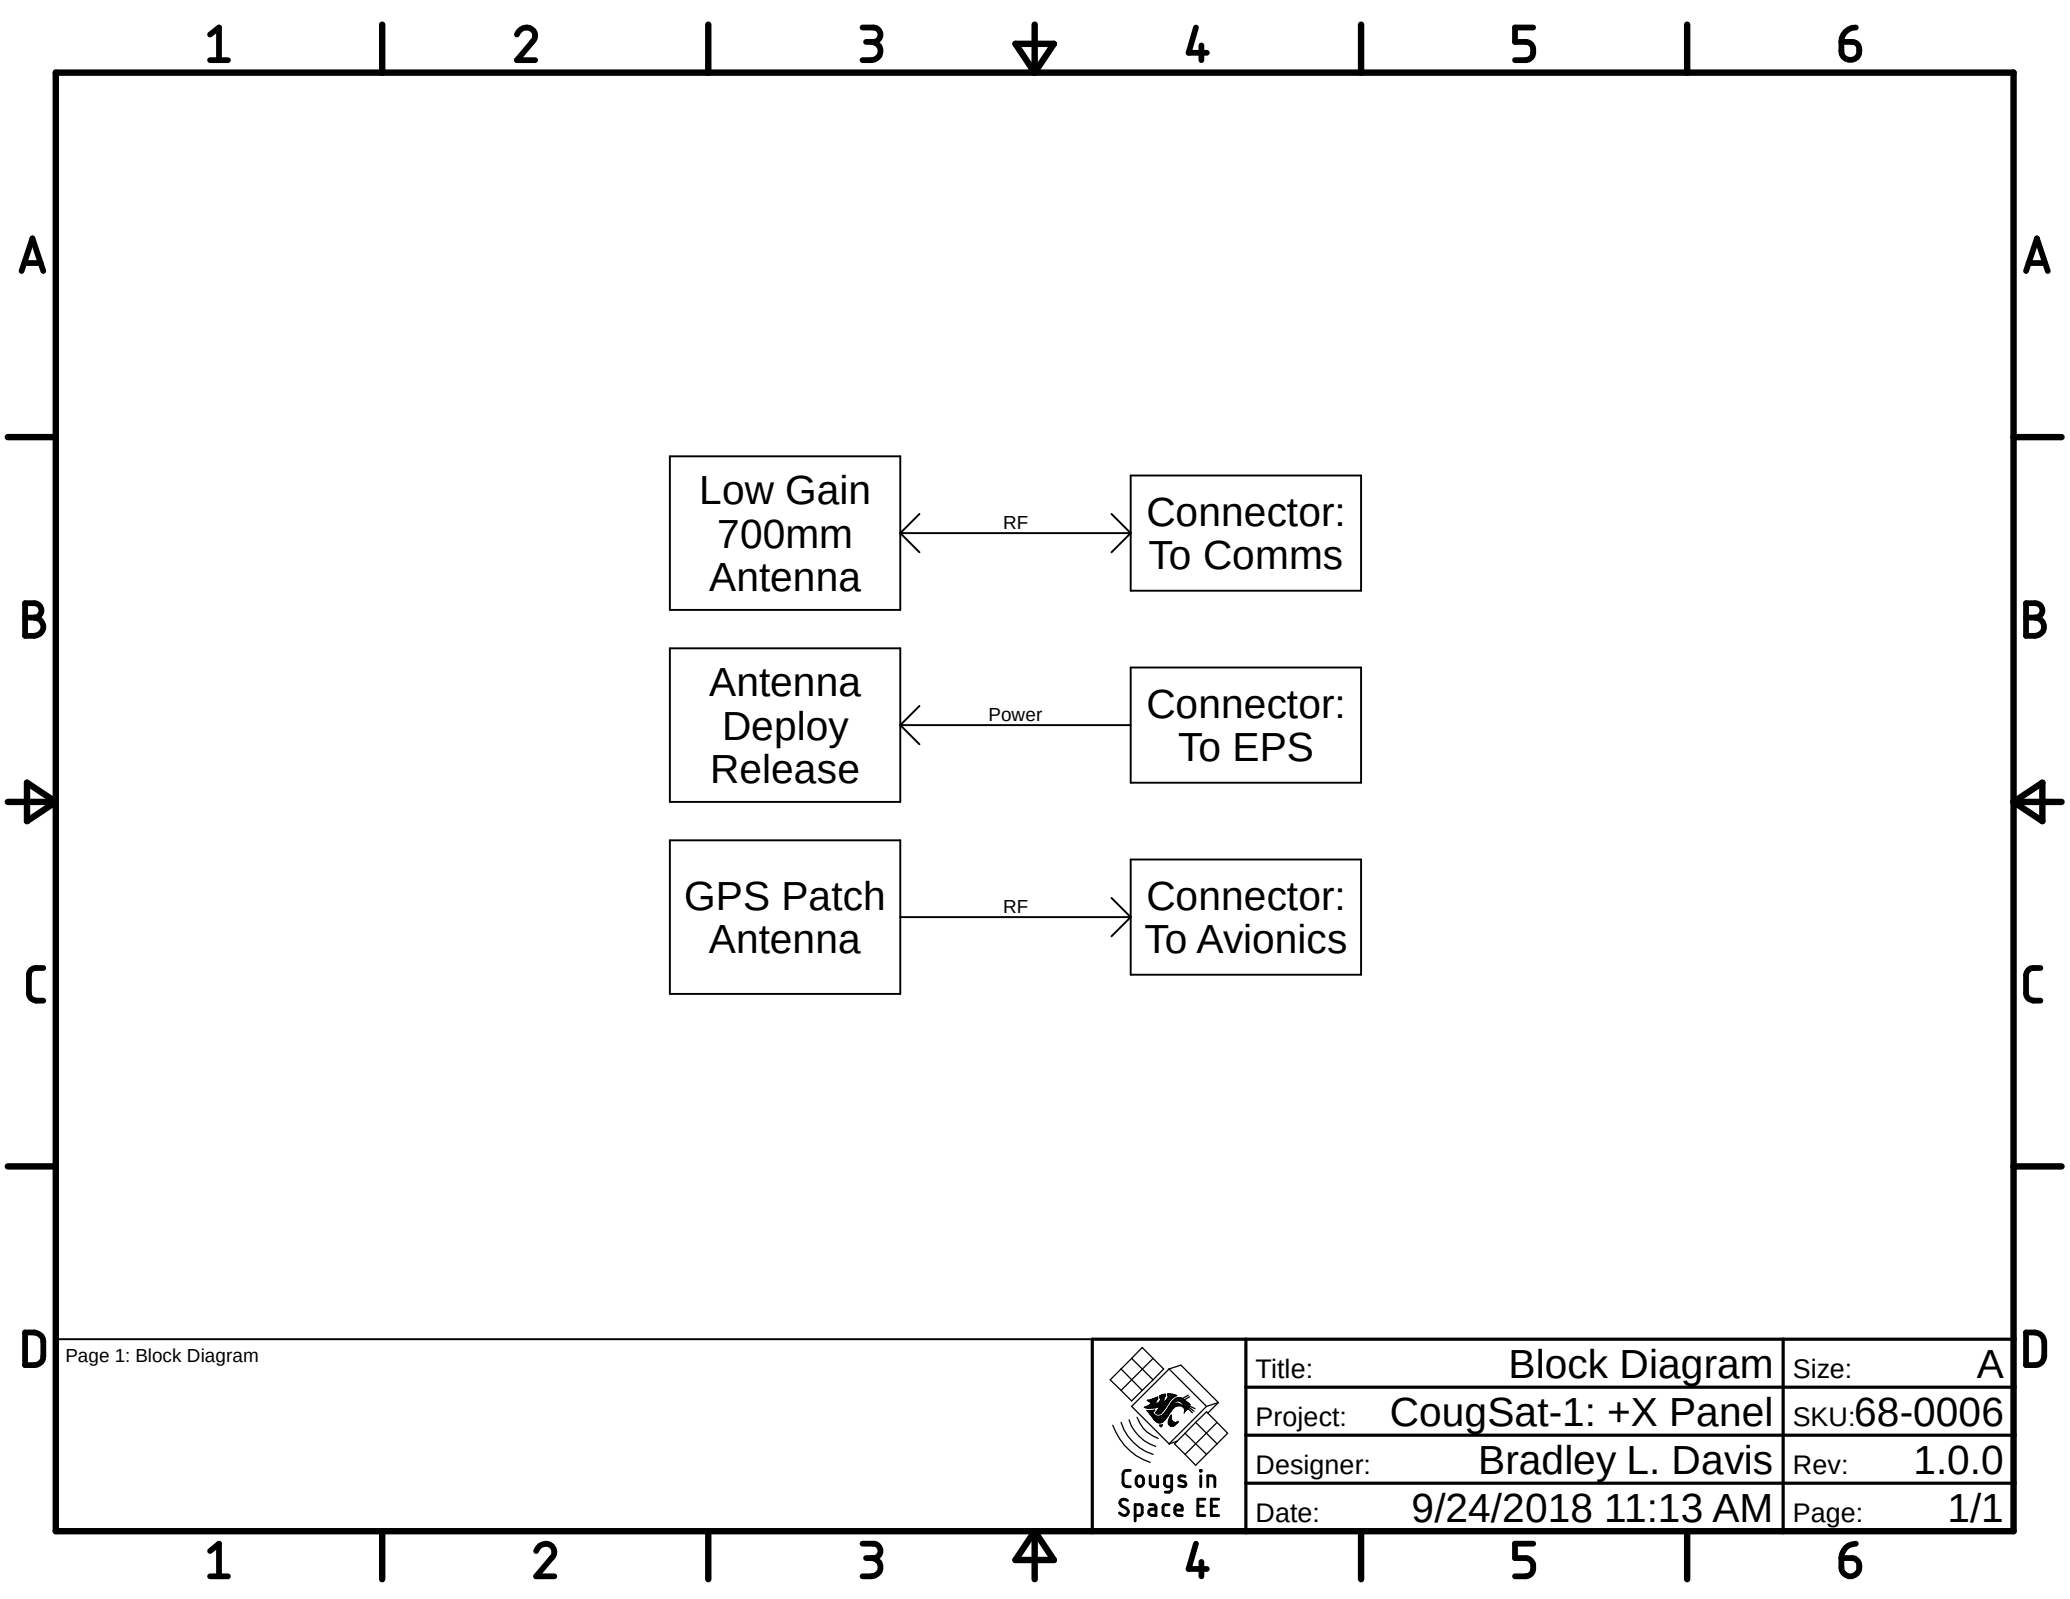 1 2 3 4 5 6
A A
Low Gain
700mm
Antenna
RF
Connector:
To Comms
B B
Antenna
Deploy
Release
Power
Connector:
To EPS
GPS Patch
Antenna
RF
Connector:
To Avionics
C C
D D
Page 1: Block Diagram
Cougs in
Space EE
Title: Block Diagram Size: A
Project: CougSat-1: +X Panel SKU:68-0006
Designer: Bradley L. Davis Rev: 1.0.0
Date: 9/24/2018 11:13 AM Page: 1/1
1 2 3 4 5 6